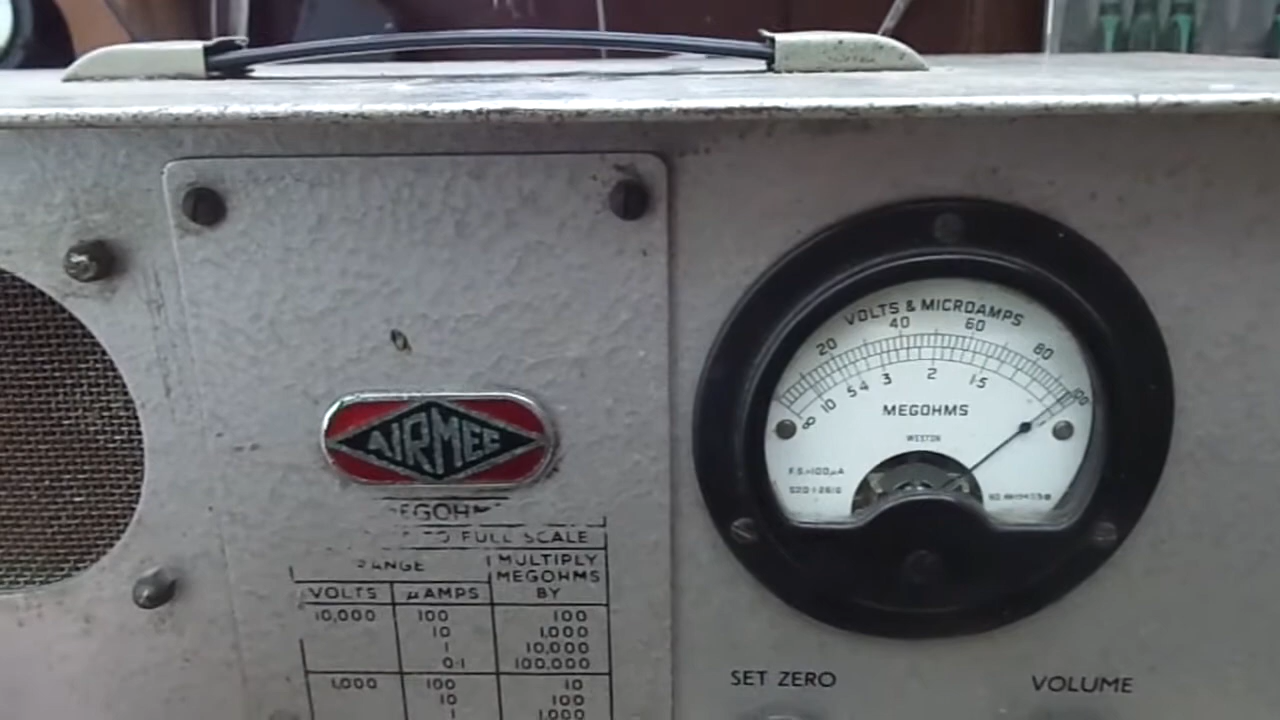 AIRMEC
TO FULL SCALE
RANGE
MULTIPLY
MEGOHMS
BY
VOLTS µAMPS
10,000 100 100
10 1,000
1 10,000
0·1 100,000
1,000 100 10
10 100
1 1,000
VOLTS & MICROAMPS
20 40 60 80 100
∞ 10 5 4 3 2 1·5
MEGOHMS
WESTON
F.S.=100µA
SET ZERO
VOLUME